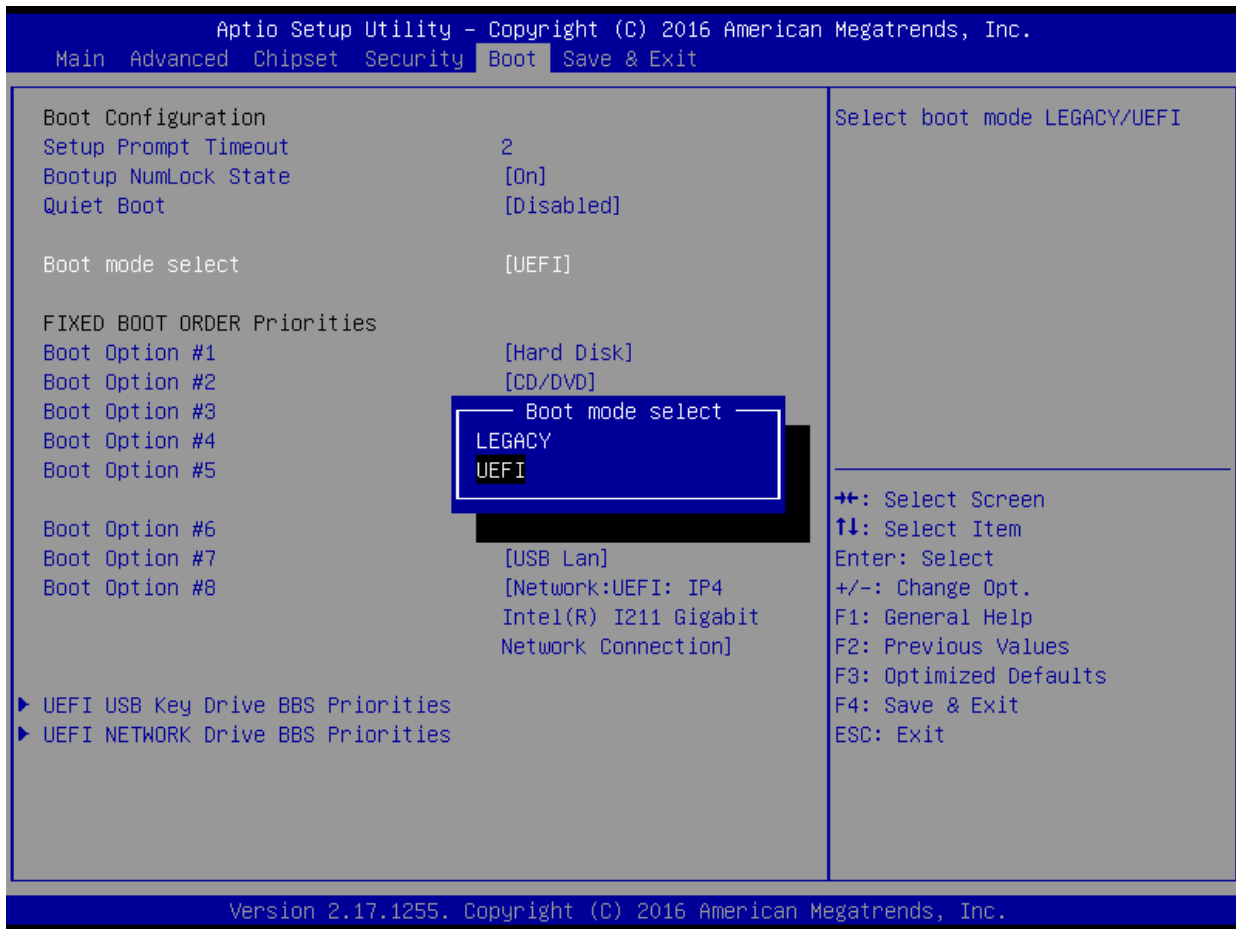 Aptio Setup Utility – Copyright (C) 2016 American Megatrends, Inc.
Main Advanced Chipset Security Boot Save & Exit
Boot Configuration
Setup Prompt Timeout 2
Bootup NumLock State [On]
Quiet Boot [Disabled]
Boot mode select [UEFI]
FIXED BOOT ORDER Priorities
Boot Option #1 [Hard Disk]
Boot Option #2 [CD/DVD]
Boot Option #3
Boot Option #4
Boot Option #5
Boot Option #6
Boot Option #7 [USB Lan]
Boot Option #8 [Network:UEFI: IP4
Intel(R) I211 Gigabit
Network Connection]
UEFI USB Key Drive BBS Priorities
UEFI NETWORK Drive BBS Priorities
Boot mode select
LEGACY
UEFI
Select boot mode LEGACY/UEFI
→←: Select Screen
↑↓: Select Item
Enter: Select
+/-: Change Opt.
F1: General Help
F2: Previous Values
F3: Optimized Defaults
F4: Save & Exit
ESC: Exit
Version 2.17.1255. Copyright (C) 2016 American Megatrends, Inc.